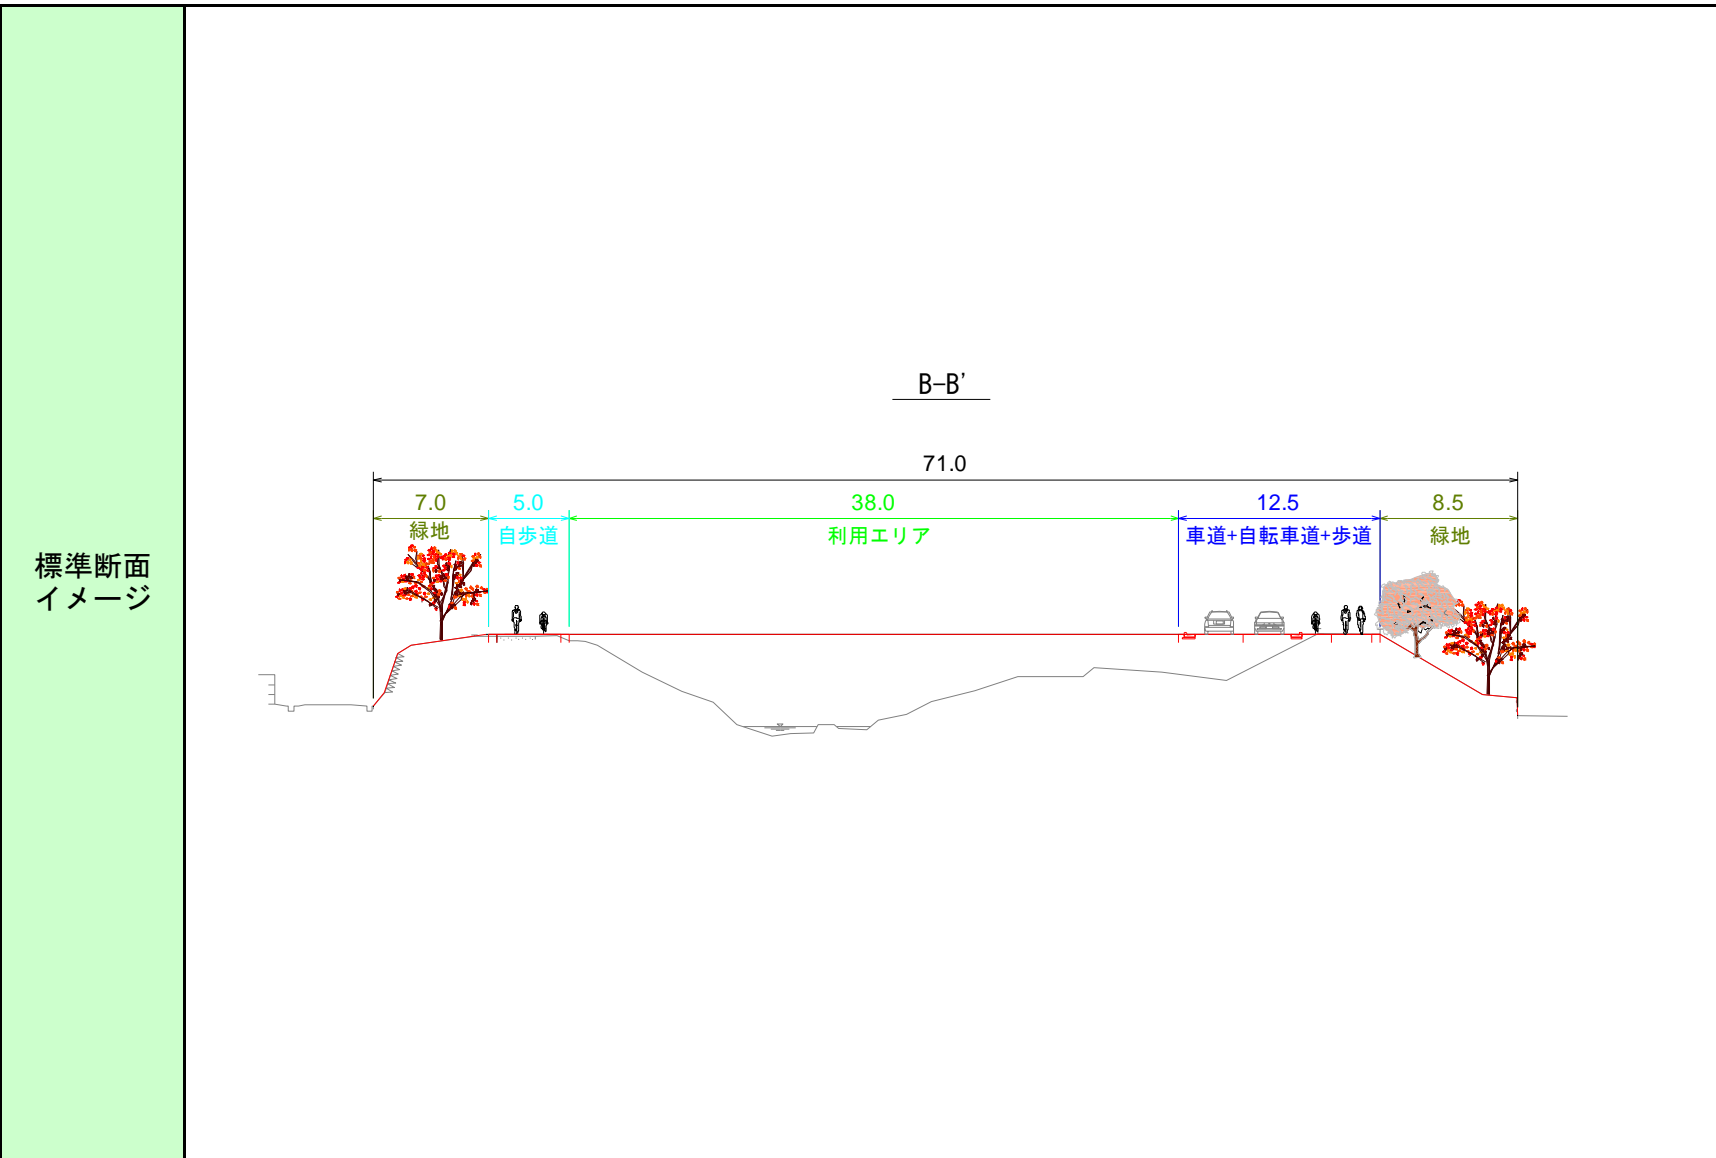 標準断面
イメージ
B-B'
71.0
7.0
緑地
5.0
自歩道
38.0
利用エリア
12.5
車道+自転車道+歩道
8.5
緑地